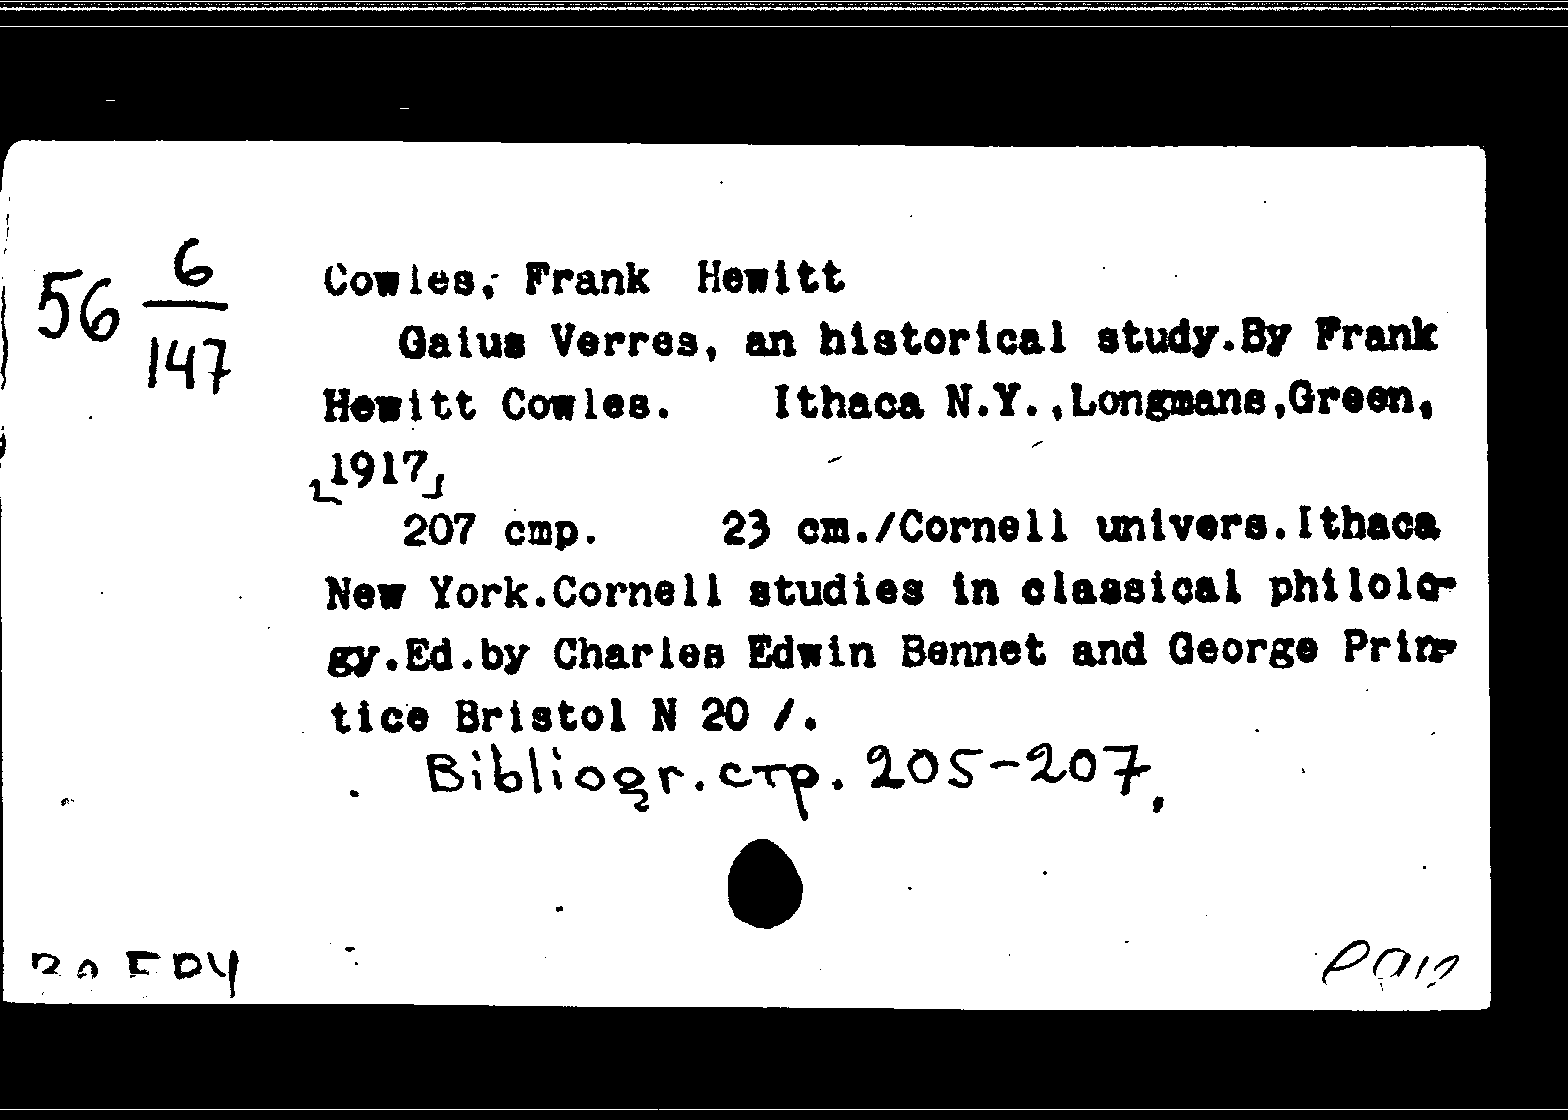 56 6/147
Cowles, Frank Hewitt
Gaius Verres, an historical study.By Frank
Hewitt Cowles. Ithaca N.Y.,Longmans,Green,
[1917]
207 cmp. 23 cm./Cornell univers.Ithaca
New York.Cornell studies in classical philolo-
gy.Ed.by Charles Edwin Bennet and George Prin-
tice Bristol N 20 /.
Bibliogr. стр. 205-207.